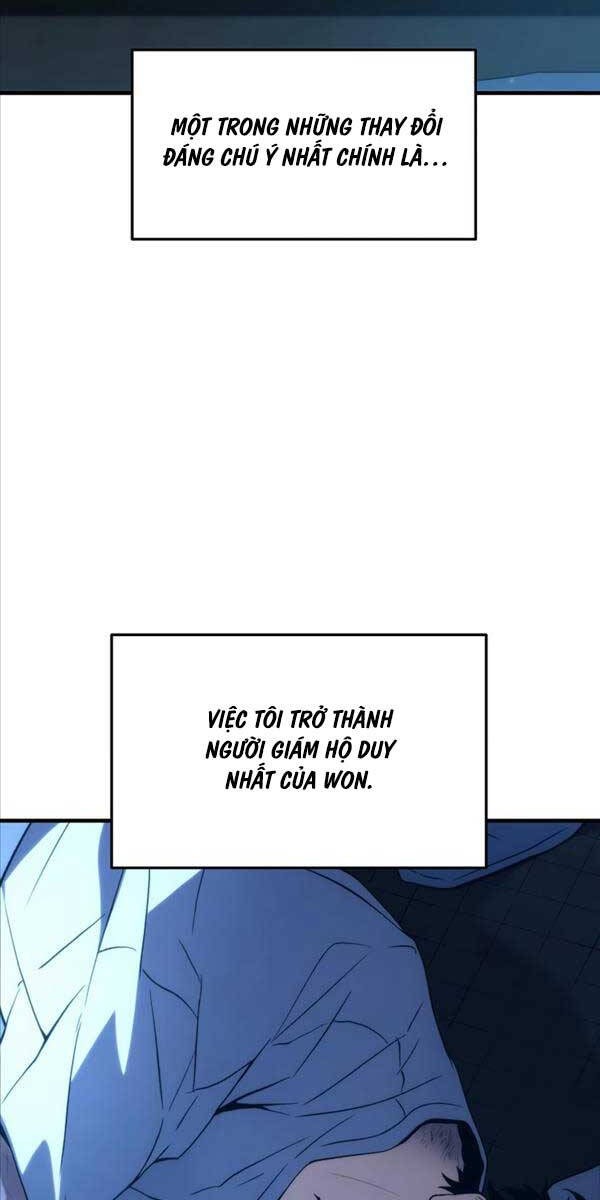 MỘT TRONG NHỮNG THAY ĐỔI
ĐÁNG CHÚ Ý NHẤT CHÍNH LÀ...
VIỆC TÔI TRỞ THÀNH
NGƯỜI GIÁM HỘ DUY
NHẤT CỦA WON.